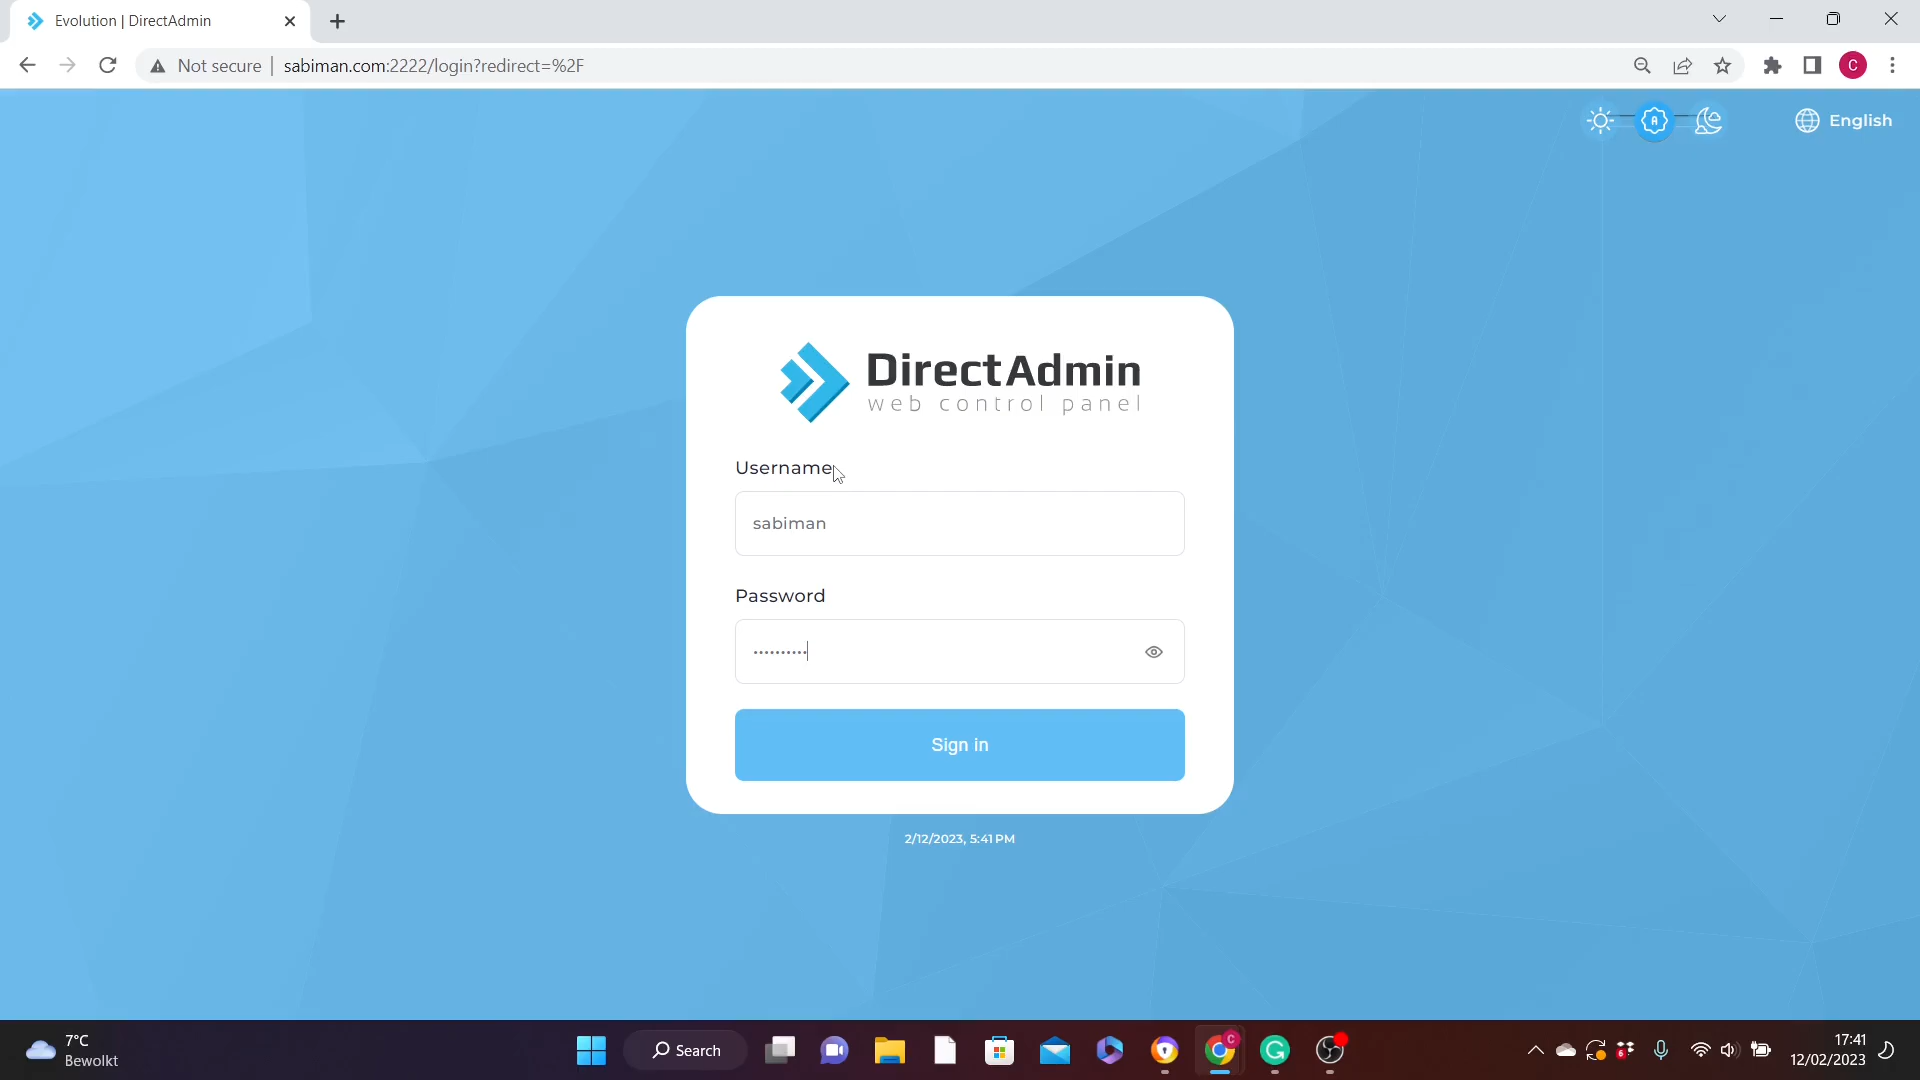 Evolution | DirectAdmin
Not secure
sabiman.com:2222/login?redirect=%2F
C
A
English
DirectAdmin
web control panel
Username
sabiman
Password
••••••••••
Sign in
2/12/2023, 5:41 PM
7°C
Bewolkt
Search
C
6
17:41
12/02/2023